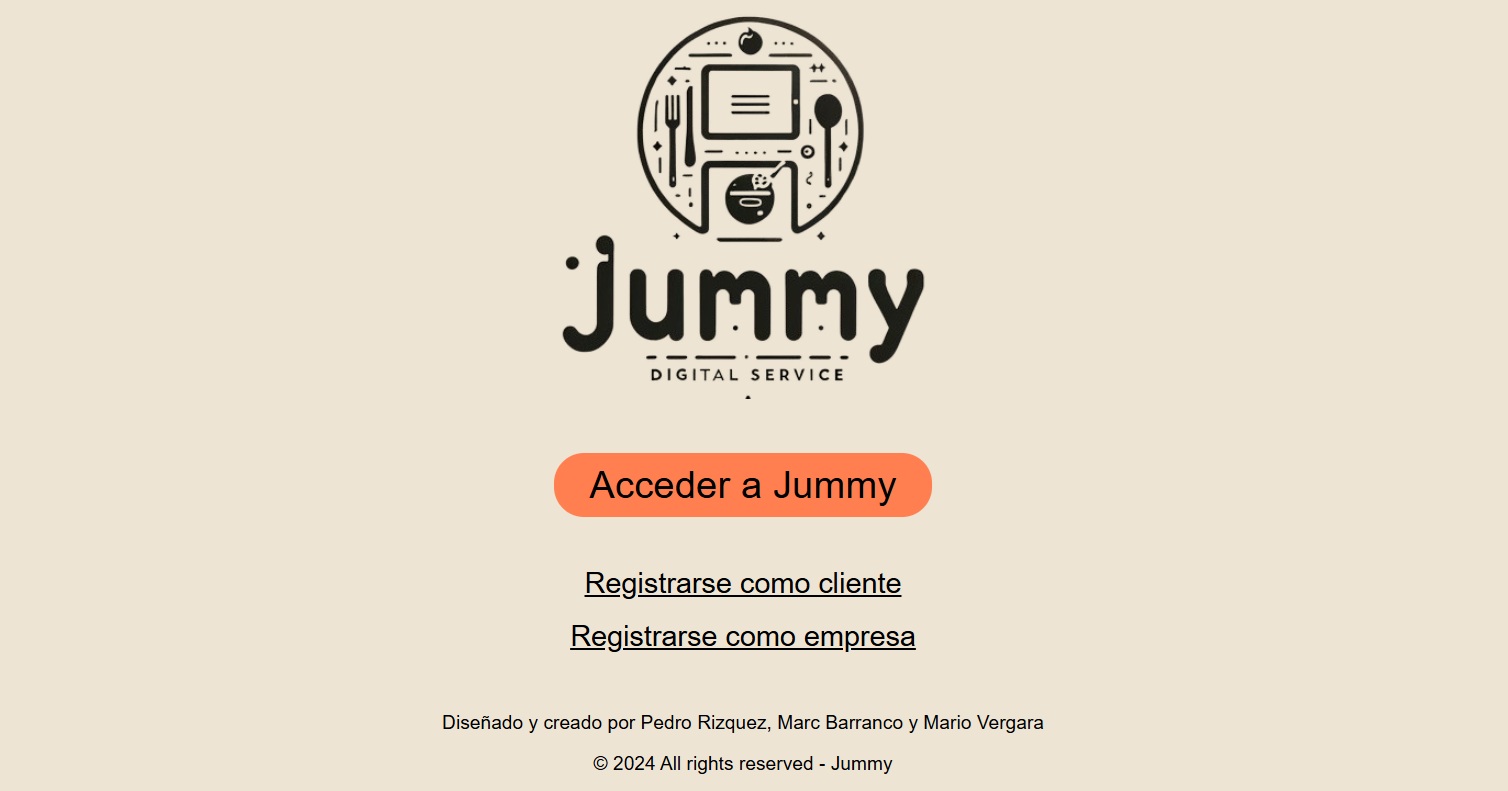 jummy
DIGITAL SERVICE
Acceder a Jummy
Registrarse como cliente
Registrarse como empresa
Diseñado y creado por Pedro Rizquez, Marc Barranco y Mario Vergara
© 2024 All rights reserved - Jummy